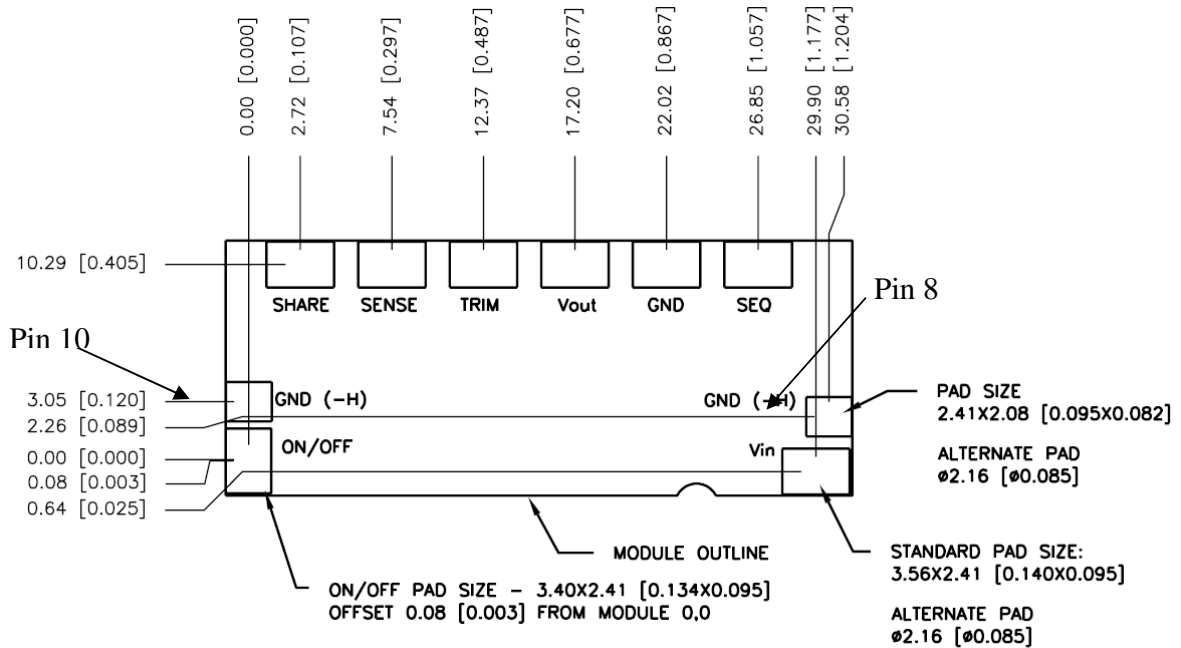 0.00 [0.000]
2.72 [0.107]
7.54 [0.297]
12.37 [0.487]
17.20 [0.677]
22.02 [0.867]
26.85 [1.057]
29.90 [1.177]
30.58 [1.204]
10.29 [0.405]
SHARE
SENSE
TRIM
Vout
GND
SEQ
Pin 8
Pin 10
3.05 [0.120]
GND (-H)
GND (-H)
2.26 [0.089]
PAD SIZE
2.41X2.08 [0.095X0.082]
0.00 [0.000]
ON/OFF
Vin
ALTERNATE PAD
ø2.16 [ø0.085]
0.08 [0.003]
0.64 [0.025]
MODULE OUTLINE
STANDARD PAD SIZE:
3.56X2.41 [0.140X0.095]
ON/OFF PAD SIZE - 3.40X2.41 [0.134X0.095]
OFFSET 0.08 [0.003] FROM MODULE 0,0
ALTERNATE PAD
ø2.16 [ø0.085]